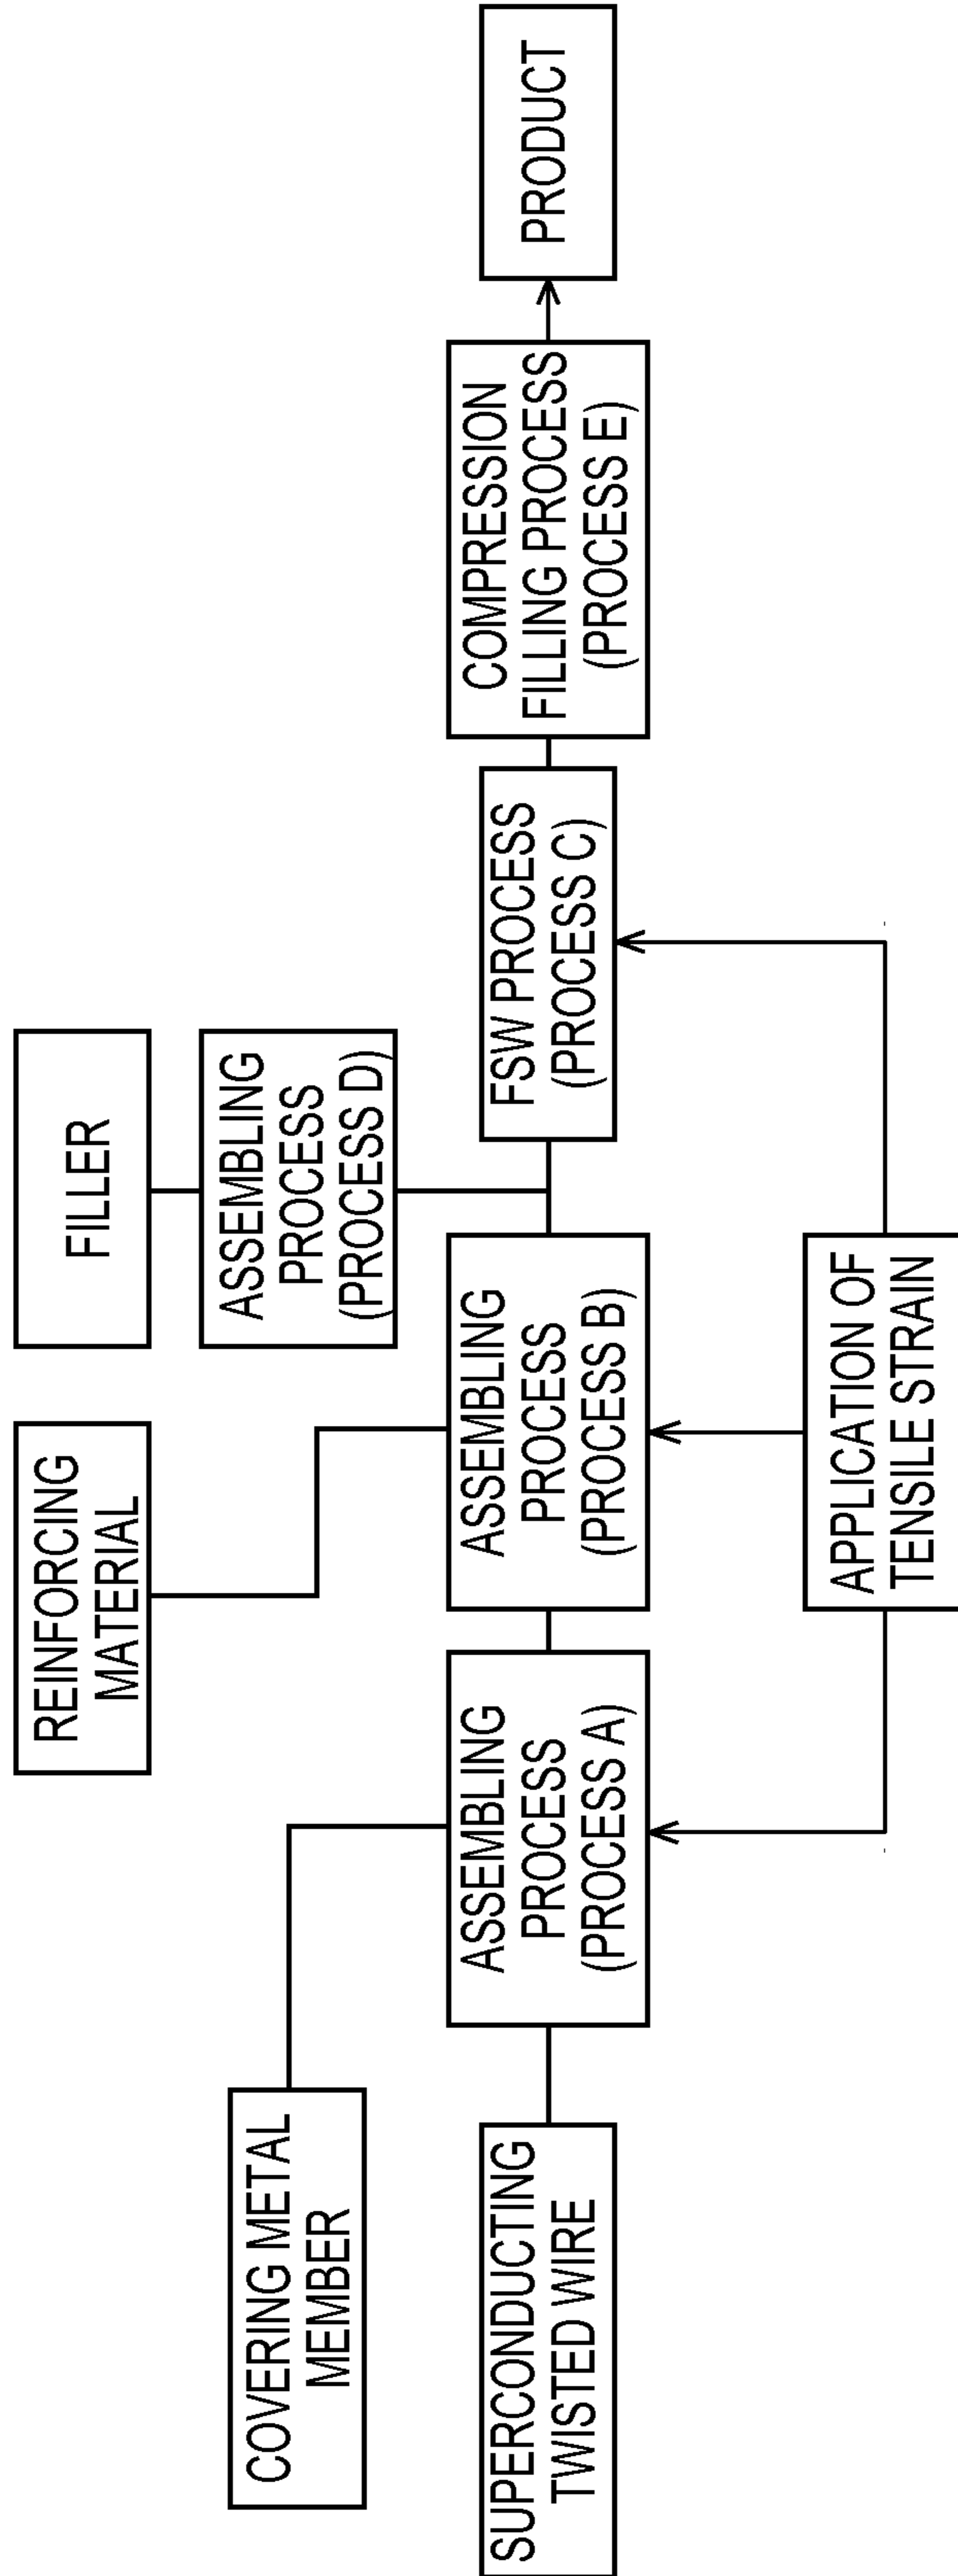 COVERING METAL
MEMBER
SUPERCONDUCTING
TWISTED WIRE
REINFORCING
MATERIAL
ASSEMBLING
PROCESS
(PROCESS A)
ASSEMBLING
PROCESS
(PROCESS B)
FILLER
ASSEMBLING
PROCESS
(PROCESS D)
FSW PROCESS
(PROCESS C)
COMPRESSION
FILLING PROCESS
(PROCESS E)
PRODUCT
APPLICATION OF
TENSILE STRAIN